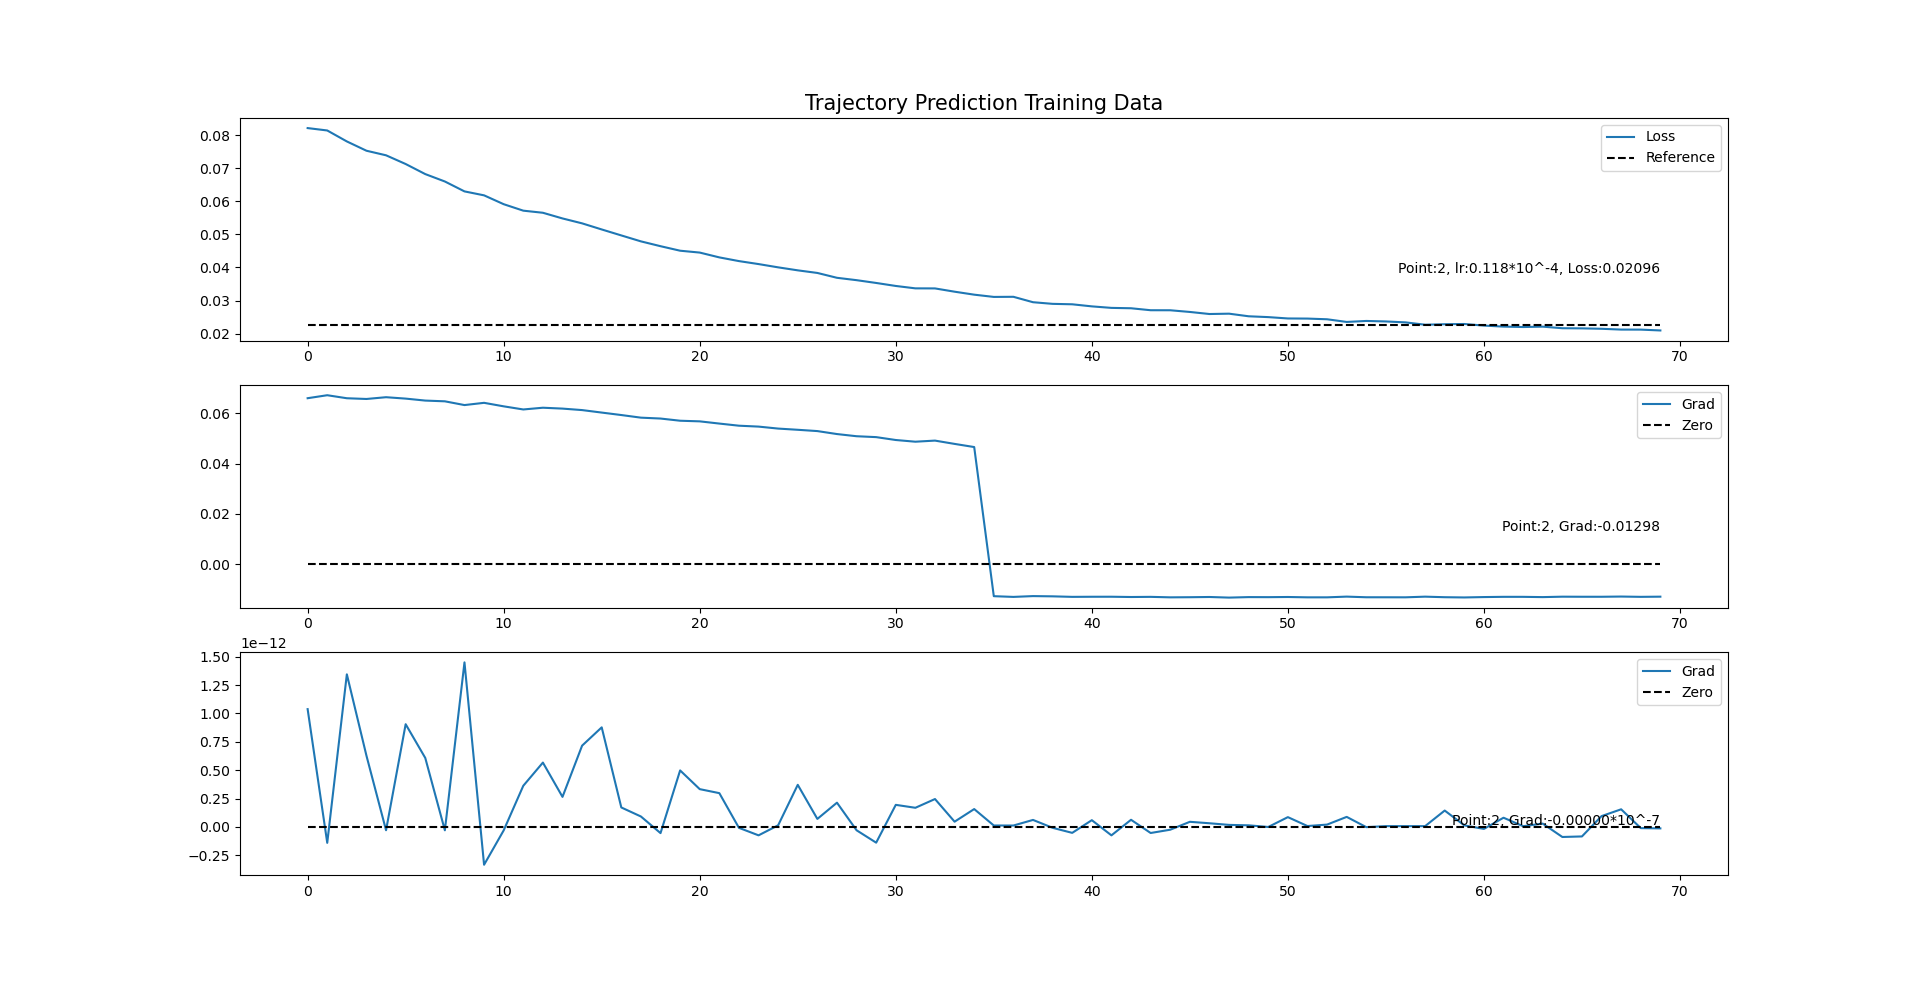 Trajectory Prediction Training Data
0.08
0.07
0.06
0.05
0.04
0.03
0.02
Loss
Reference
Point:2, lr:0.118*10^-4, Loss:0.02096
0 10 20 30 40 50 60 70
0.06
0.04
0.02
0.00
Grad
Zero
Point:2, Grad:-0.01298
0 10 20 30 40 50 60 70
1e−12
1.50
1.25
1.00
0.75
0.50
0.25
0.00
−0.25
Grad
Zero
Point:2, Grad:-0.00000*10^-7
0 10 20 30 40 50 60 70